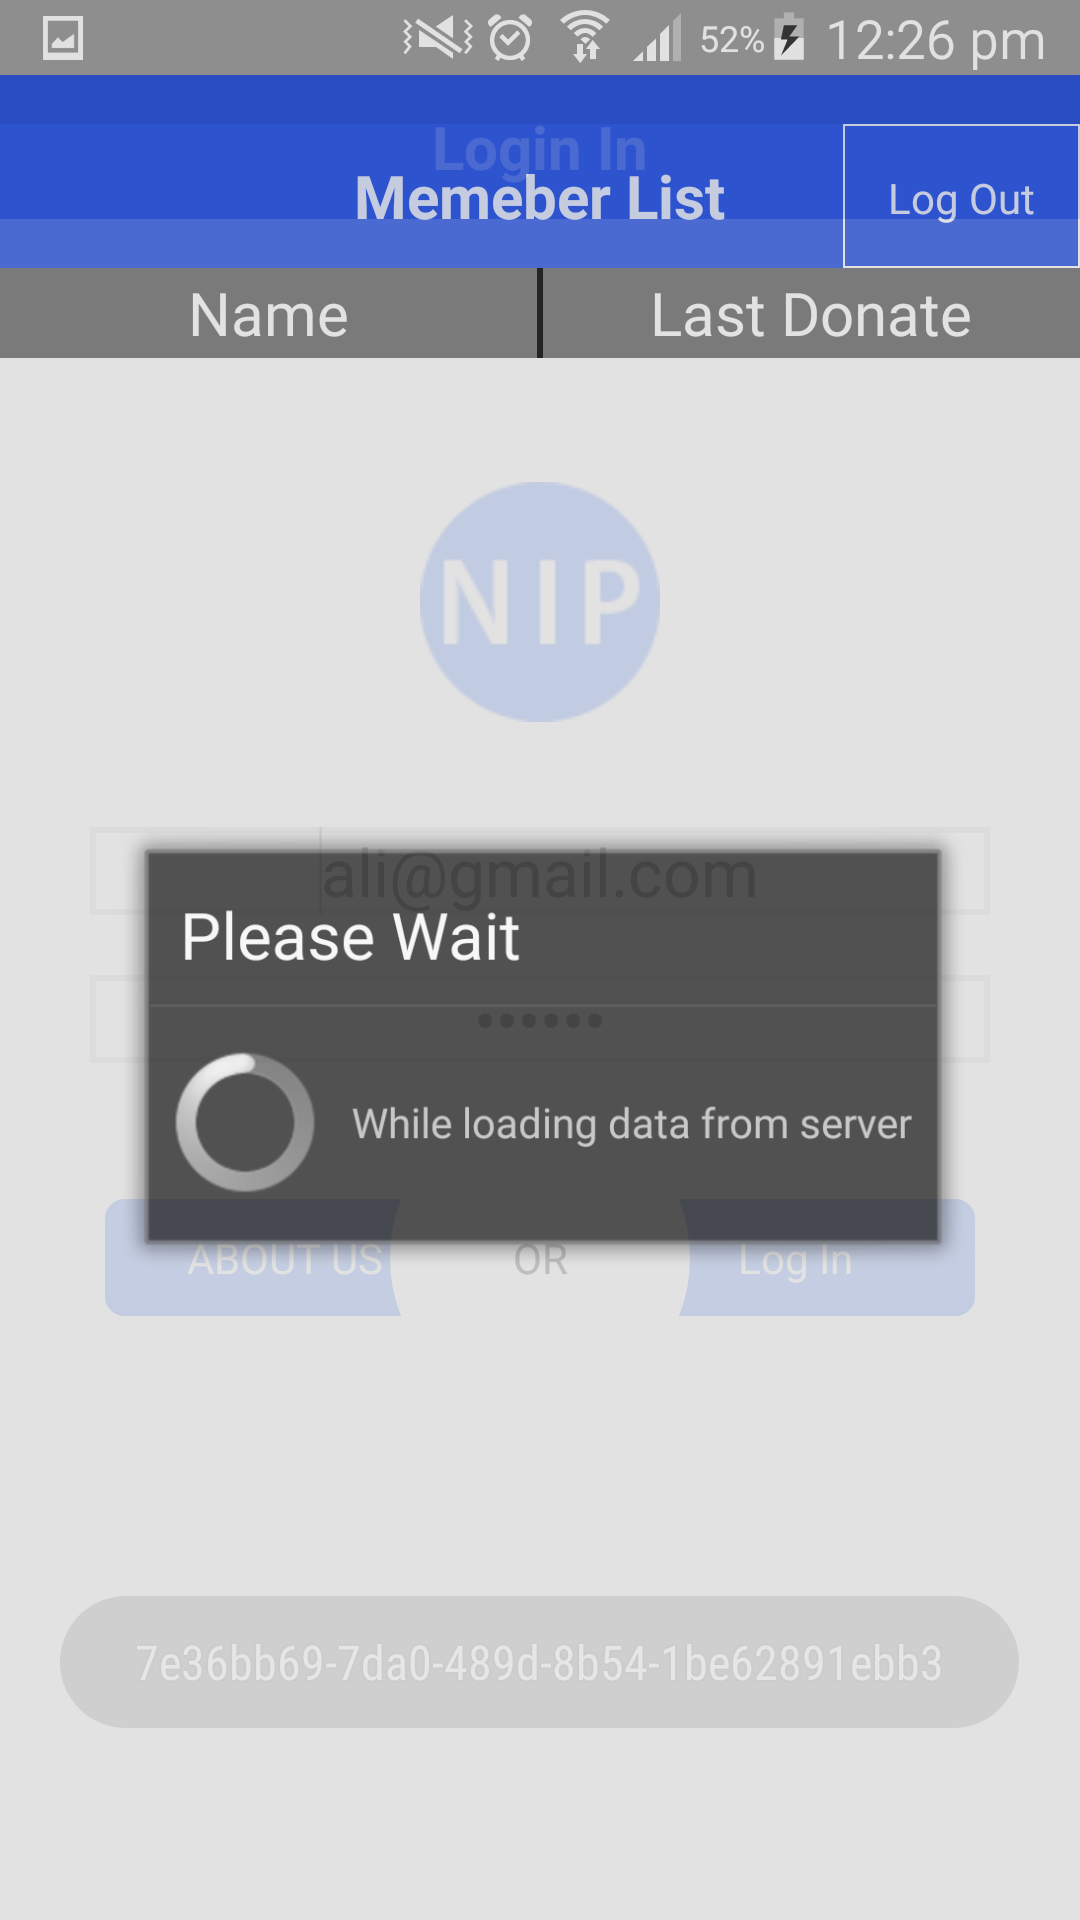 52% 12:26 pm
Login In
Memeber List
Log Out
Name
Last Donate
NIP
ali@gmail.com
Please Wait
••••••
While loading data from server
ABOUT US
OR
Log In
7e36bb69-7da0-489d-8b54-1be62891ebb3